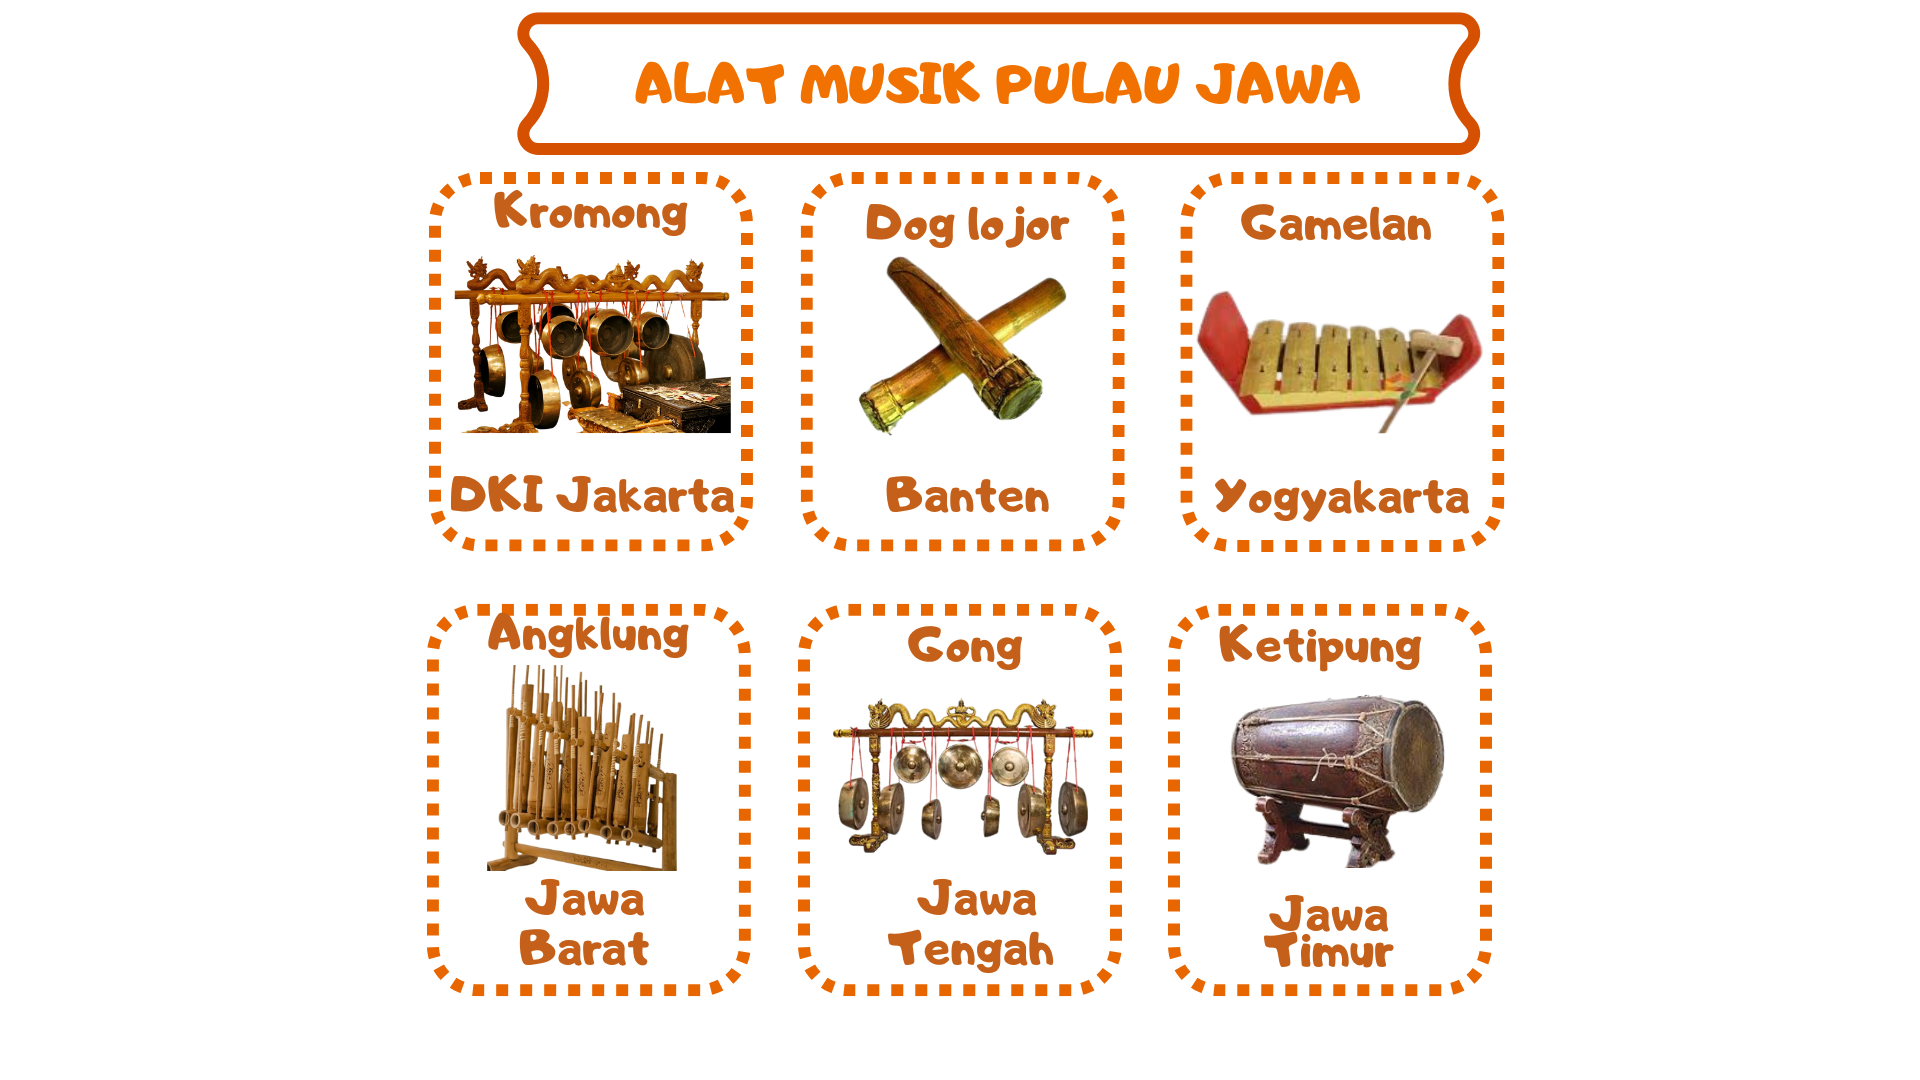 ALAT MUSIK PULAU JAWA
Kromong
DKI Jakarta
Dog lojor
Banten
Gamelan
Yogyakarta
Angklung
Jawa
Barat
Gong
Jawa
Tengah
Ketipung
Jawa
Timur